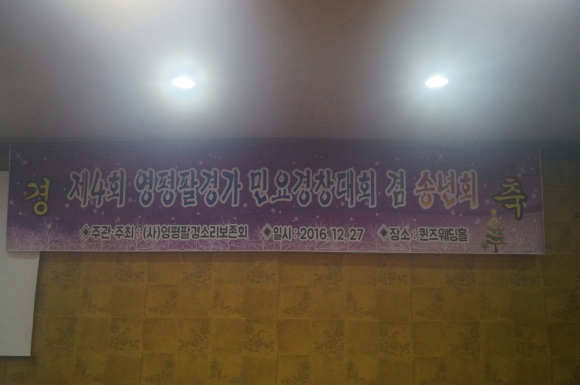 경 제4회 영평팔경가 민요경창대회 겸 송년회 축
◆주관·주최 : (사)영평팔경소리보존회 ◆일시 : 2016. 12. 27 ◆장소 : 퀸즈웨딩홀